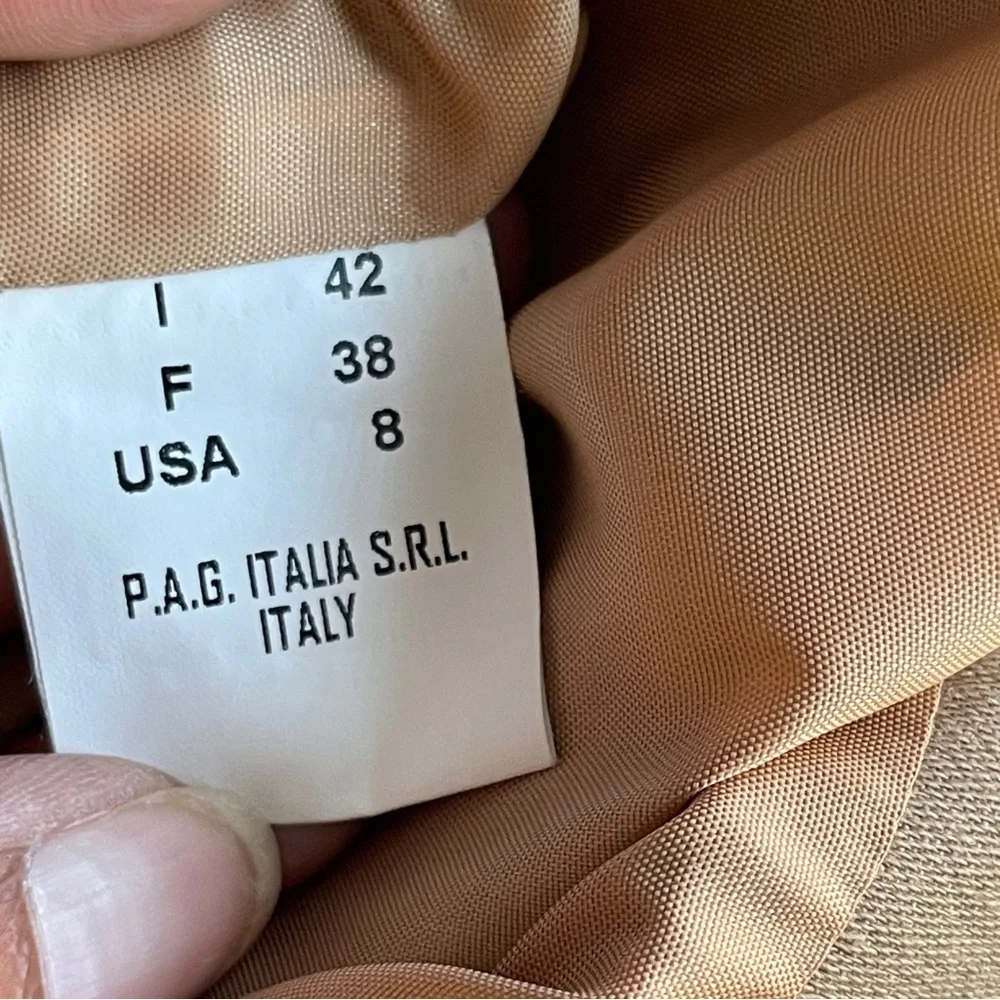 I 42
F 38
USA 8
P.A.G. ITALIA S.R.L.
ITALY